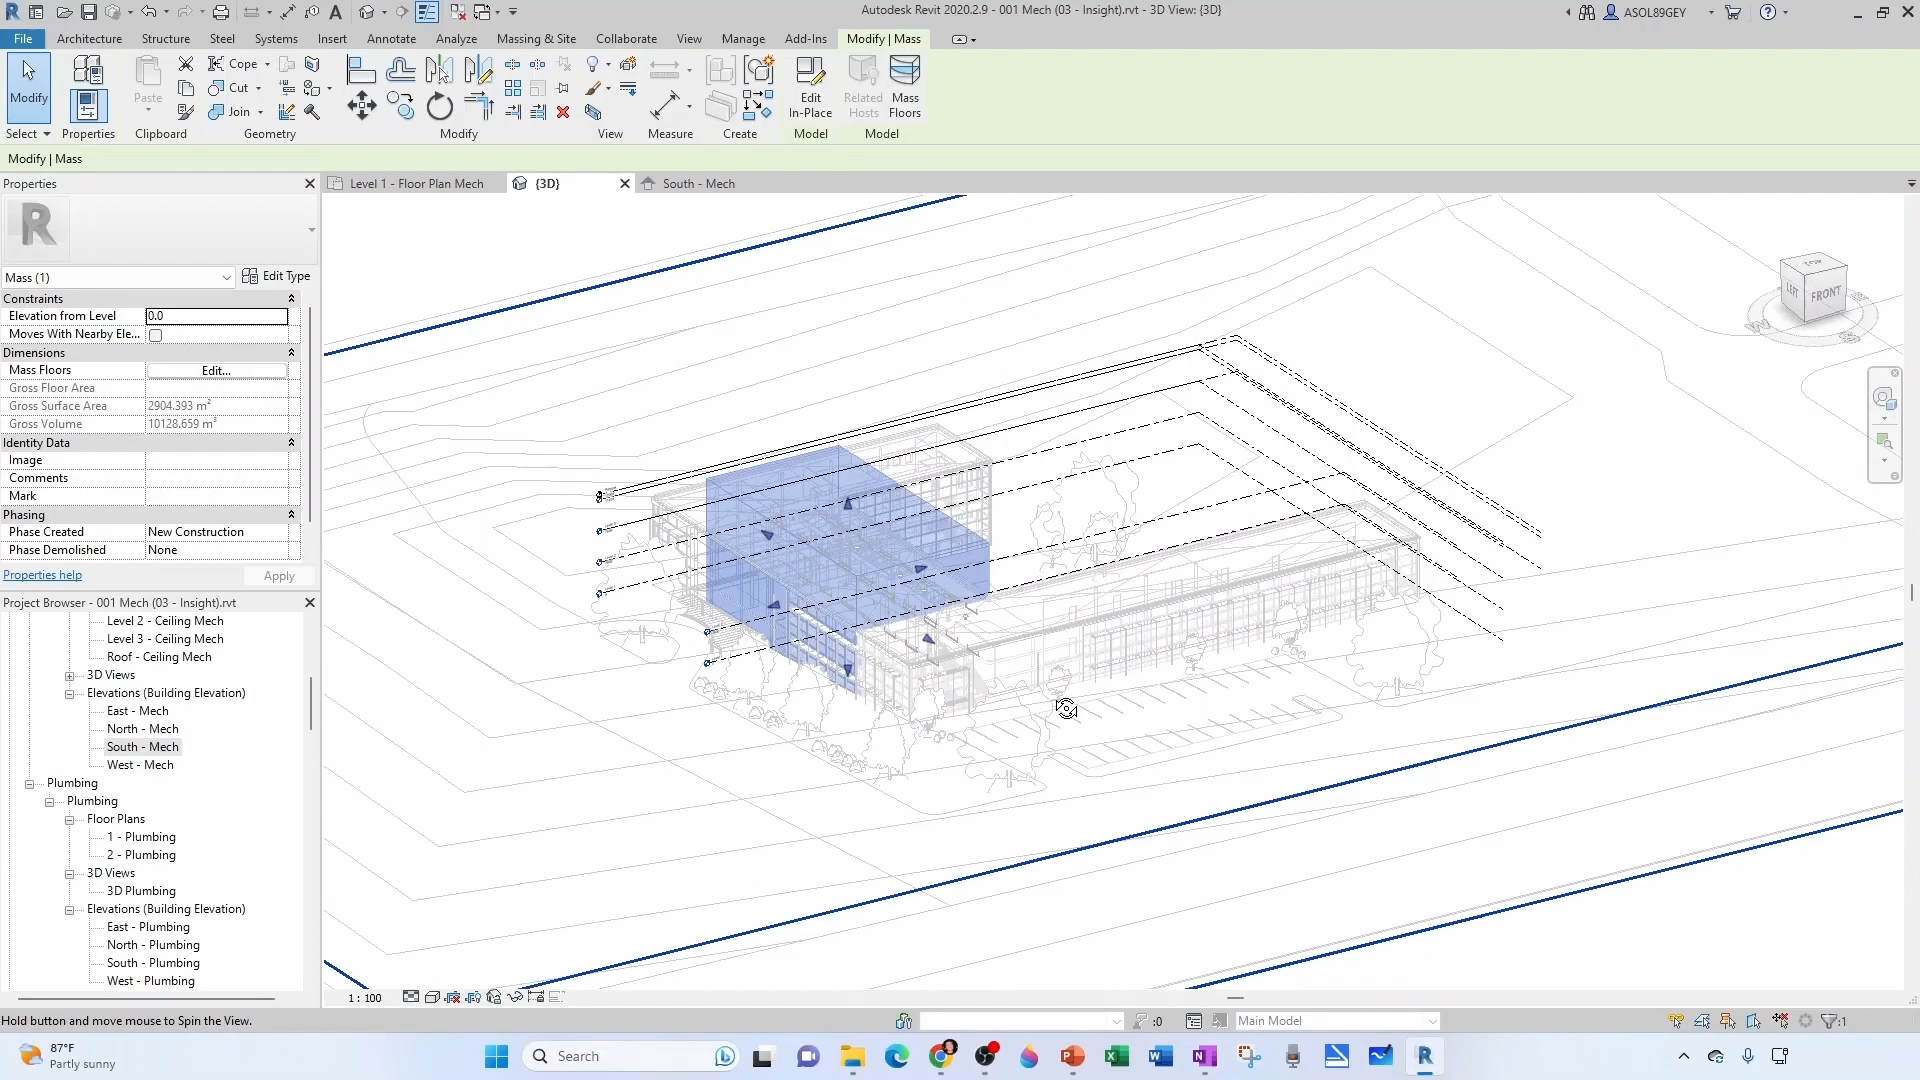 Autodesk Revit 2020.2.9 - 001 Mech (03 - Insight).rvt - 3D View: {3D}
ASOL89GEY
File Architecture Structure Steel Systems Insert Annotate Analyze Massing & Site Collaborate View Manage Add-Ins Modify | Mass
Modify
Paste
Cope
Cut
Join
Edit In-Place
Related Hosts
Mass Floors
Select Properties Clipboard Geometry Modify View Measure Create Model Model
Modify | Mass
Properties
Level 1 - Floor Plan Mech
{3D}
South - Mech
R
Mass (1)
Edit Type
Constraints
Elevation from Level 0.0
Moves With Nearby Ele...
Dimensions
Mass Floors Edit...
Gross Floor Area
Gross Surface Area 2904.393 m²
Gross Volume 10128.659 m³
Identity Data
Image
Comments
Mark
Phasing
Phase Created New Construction
Phase Demolished None
Properties help
Apply
Project Browser - 001 Mech (03 - Insight).rvt
Level 2 - Ceiling Mech
Level 3 - Ceiling Mech
Roof - Ceiling Mech
3D Views
Elevations (Building Elevation)
East - Mech
North - Mech
South - Mech
West - Mech
Plumbing
Plumbing
Floor Plans
1 - Plumbing
2 - Plumbing
3D Views
3D Plumbing
Elevations (Building Elevation)
East - Plumbing
North - Plumbing
South - Plumbing
West - Plumbing
TOP
LEFT
FRONT
W
1 : 100
Hold button and move mouse to Spin the View.
:0
Main Model
:1
87°F
Partly sunny
Search